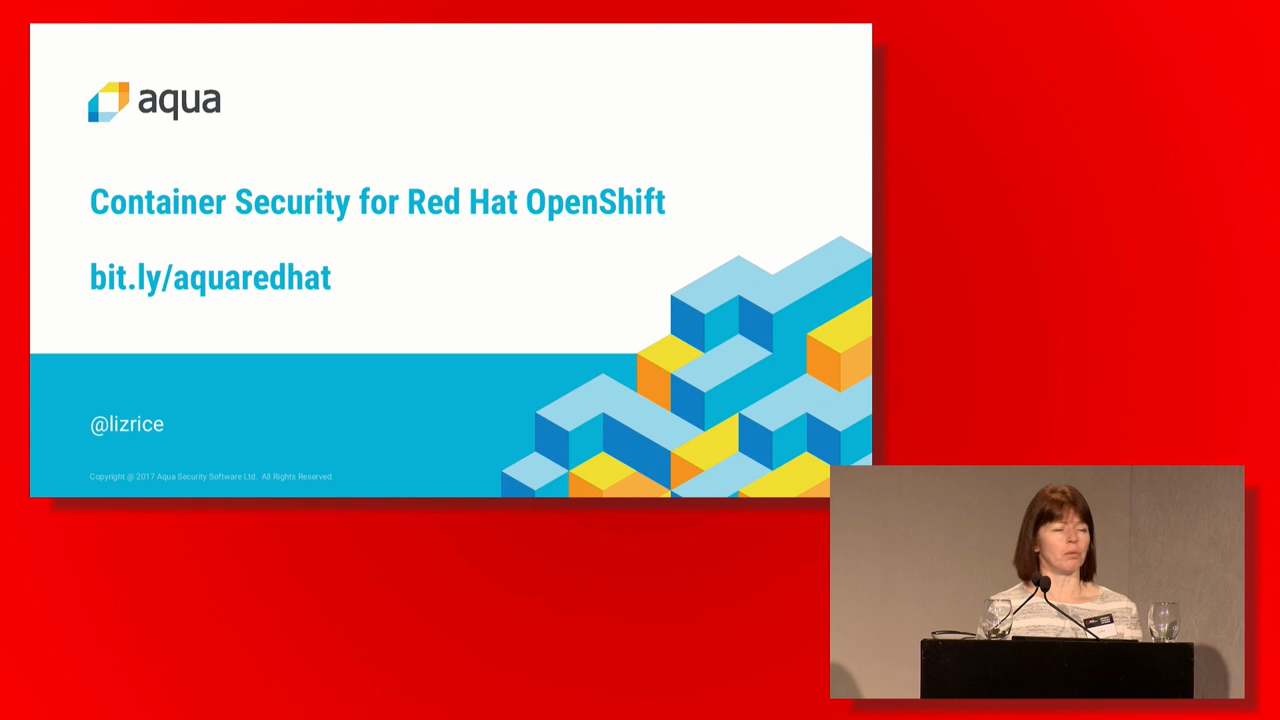 aqua
Container Security for Red Hat OpenShift
bit.ly/aquaredhat
@lizrice
Copyright @ 2017 Aqua Security Software Ltd. All Rights Reserved.